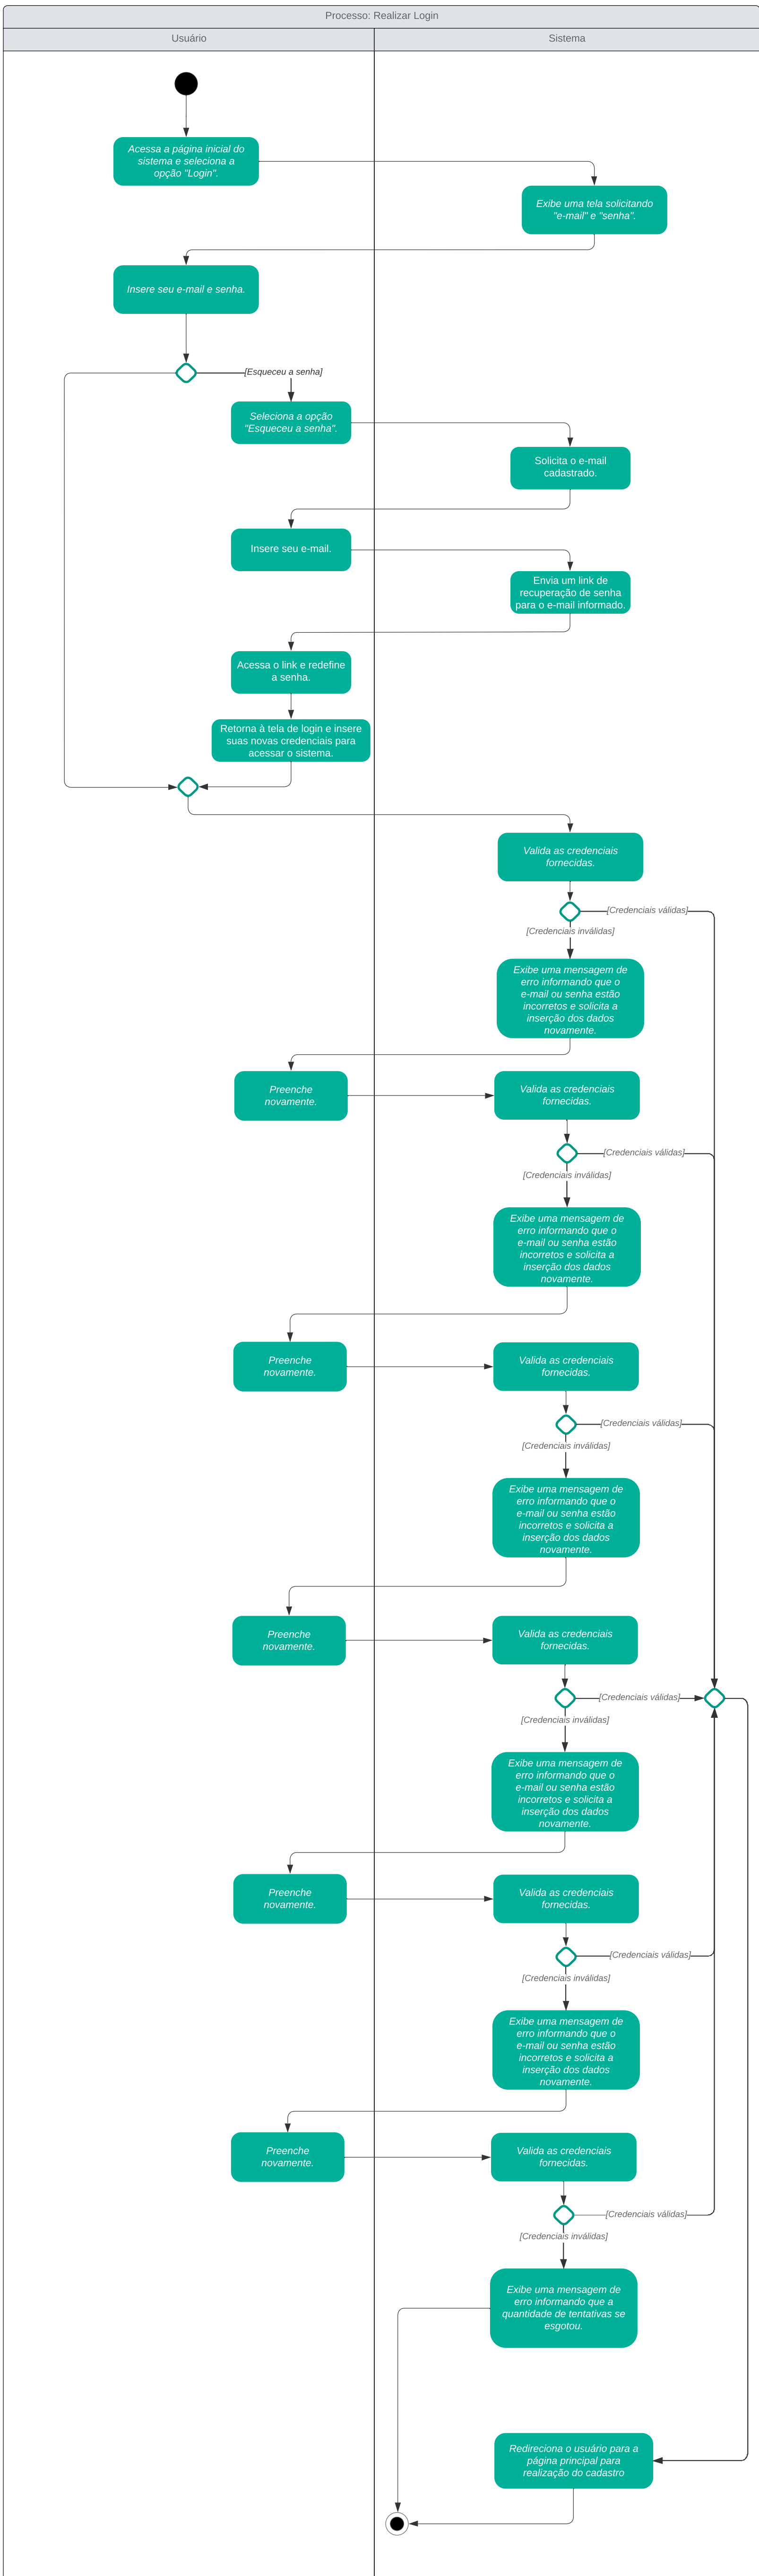 Processo: Realizar Login
Usuário
Sistema
Acessa a página inicial do
sistema e seleciona a
opção "Login".
Exibe uma tela solicitando
"e-mail" e "senha".
Insere seu e-mail e senha.
[Esqueceu a senha]
Seleciona a opção
"Esqueceu a senha".
Solicita o e-mail
cadastrado.
Insere seu e-mail.
Envia um link de
recuperação de senha
para o e-mail informado.
Acessa o link e redefine
a senha.
Retorna à tela de login e insere
suas novas credenciais para
acessar o sistema.
Valida as credenciais
fornecidas.
[Credenciais válidas]
[Credenciais inválidas]
Exibe uma mensagem de
erro informando que o
e-mail ou senha estão
incorretos e solicita a
inserção dos dados
novamente.
Preenche
novamente.
Valida as credenciais
fornecidas.
[Credenciais válidas]
[Credenciais inválidas]
Exibe uma mensagem de
erro informando que o
e-mail ou senha estão
incorretos e solicita a
inserção dos dados
novamente.
Preenche
novamente.
Valida as credenciais
fornecidas.
[Credenciais válidas]
[Credenciais inválidas]
Exibe uma mensagem de
erro informando que o
e-mail ou senha estão
incorretos e solicita a
inserção dos dados
novamente.
Preenche
novamente.
Valida as credenciais
fornecidas.
[Credenciais válidas]
[Credenciais inválidas]
Exibe uma mensagem de
erro informando que o
e-mail ou senha estão
incorretos e solicita a
inserção dos dados
novamente.
Preenche
novamente.
Valida as credenciais
fornecidas.
[Credenciais válidas]
[Credenciais inválidas]
Exibe uma mensagem de
erro informando que o
e-mail ou senha estão
incorretos e solicita a
inserção dos dados
novamente.
Preenche
novamente.
Valida as credenciais
fornecidas.
[Credenciais válidas]
[Credenciais inválidas]
Exibe uma mensagem de
erro informando que a
quantidade de tentativas se
esgotou.
Redireciona o usuário para a
página principal para
realização do cadastro